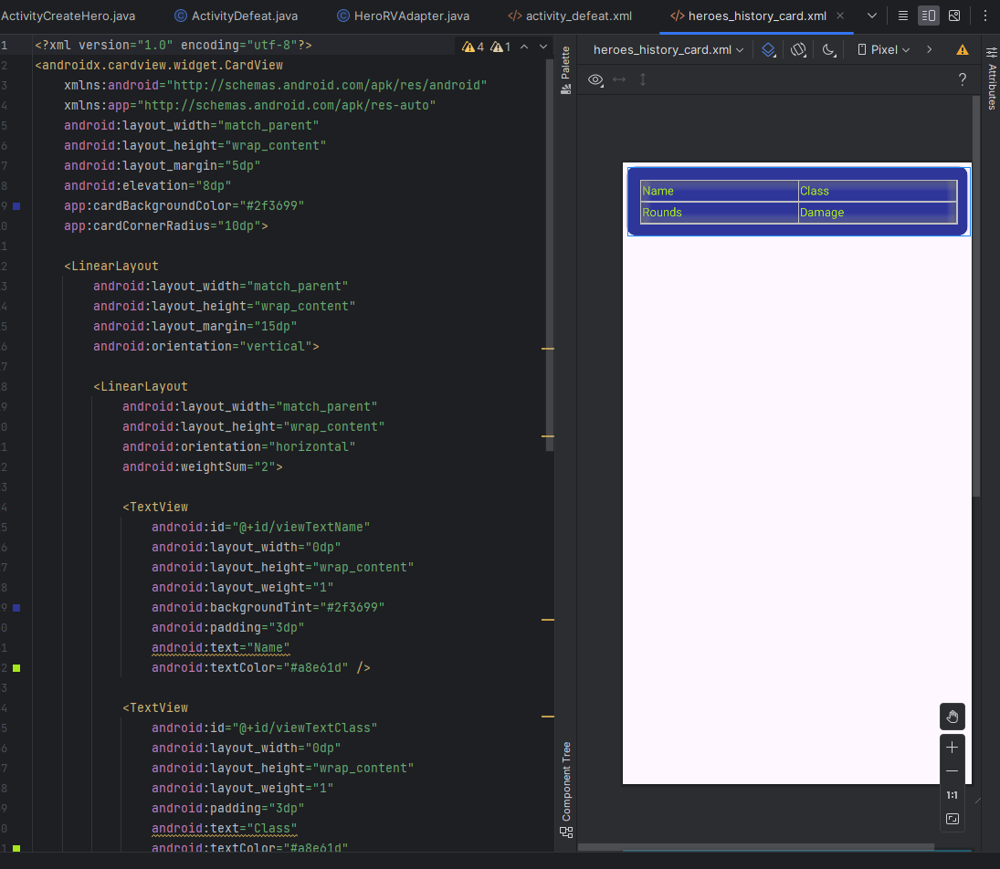 ActivityCreateHero.java ActivityDefeat.java HeroRVAdapter.java activity_defeat.xml heroes_history_card.xml
1 <?xml version="1.0" encoding="utf-8"?> 4 1
2 <androidx.cardview.widget.CardView
3 xmlns:android="http://schemas.android.com/apk/res/android"
4 xmlns:app="http://schemas.android.com/apk/res-auto"
5 android:layout_width="match_parent"
6 android:layout_height="wrap_content"
7 android:layout_margin="5dp"
8 android:elevation="8dp"
9 app:cardBackgroundColor="#2f3699"
0 app:cardCornerRadius="10dp">
1
2 <LinearLayout
3 android:layout_width="match_parent"
4 android:layout_height="wrap_content"
5 android:layout_margin="15dp"
6 android:orientation="vertical">
7
8 <LinearLayout
9 android:layout_width="match_parent"
0 android:layout_height="wrap_content"
1 android:orientation="horizontal"
2 android:weightSum="2">
3
4 <TextView
5 android:id="@+id/viewTextName"
6 android:layout_width="0dp"
7 android:layout_height="wrap_content"
8 android:layout_weight="1"
9 android:backgroundTint="#2f3699"
0 android:padding="3dp"
1 android:text="Name"
2 android:textColor="#a8e61d" />
3
4 <TextView
5 android:id="@+id/viewTextClass"
6 android:layout_width="0dp"
7 android:layout_height="wrap_content"
8 android:layout_weight="1"
9 android:padding="3dp"
0 android:text="Class"
1 android:textColor="#a8e61d"
Palette
Component Tree
heroes_history_card.xml Pixel
?
Name Class
Rounds Damage
1:1
Attributes